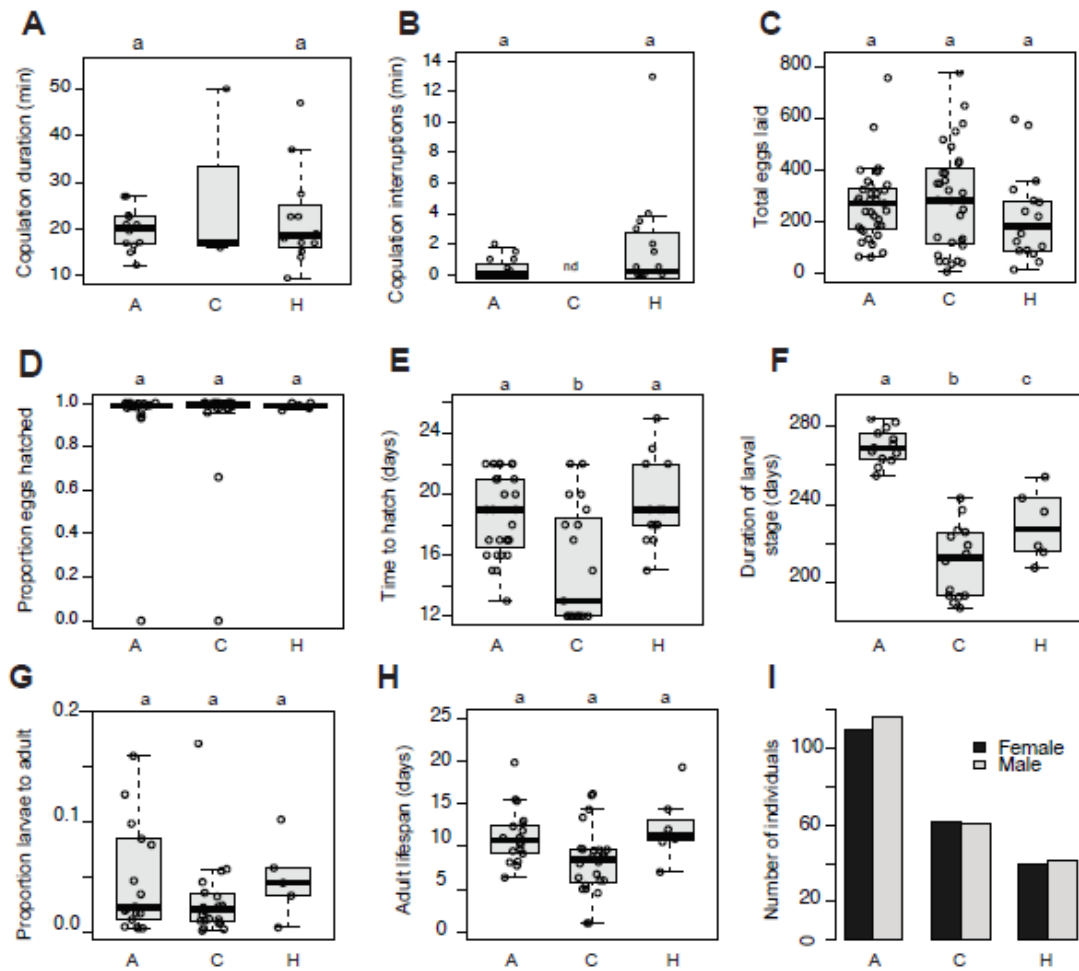 A
a
a
Copulation duration (min)
50
40
30
20
10
A
C
H
B
a
a
Copulation interruptions (min)
14
12
10
8
6
4
2
0
nd
A
C
H
C
a
a
a
Total eggs laid
800
600
400
200
0
A
C
H
D
a
a
a
Proportion eggs hatched
1.0
0.8
0.6
0.4
0.2
0.0
A
C
H
E
a
b
a
Time to hatch (days)
24
20
16
12
A
C
H
F
a
b
c
Duration of larval
stage (days)
280
240
200
A
C
H
G
a
a
a
Proportion larvae to adult
0.2
0.1
0.0
A
C
H
H
a
a
a
Adult lifespan (days)
25
20
15
10
5
0
A
C
H
I
Number of individuals
100
60
40
20
0
Female
Male
A
C
H